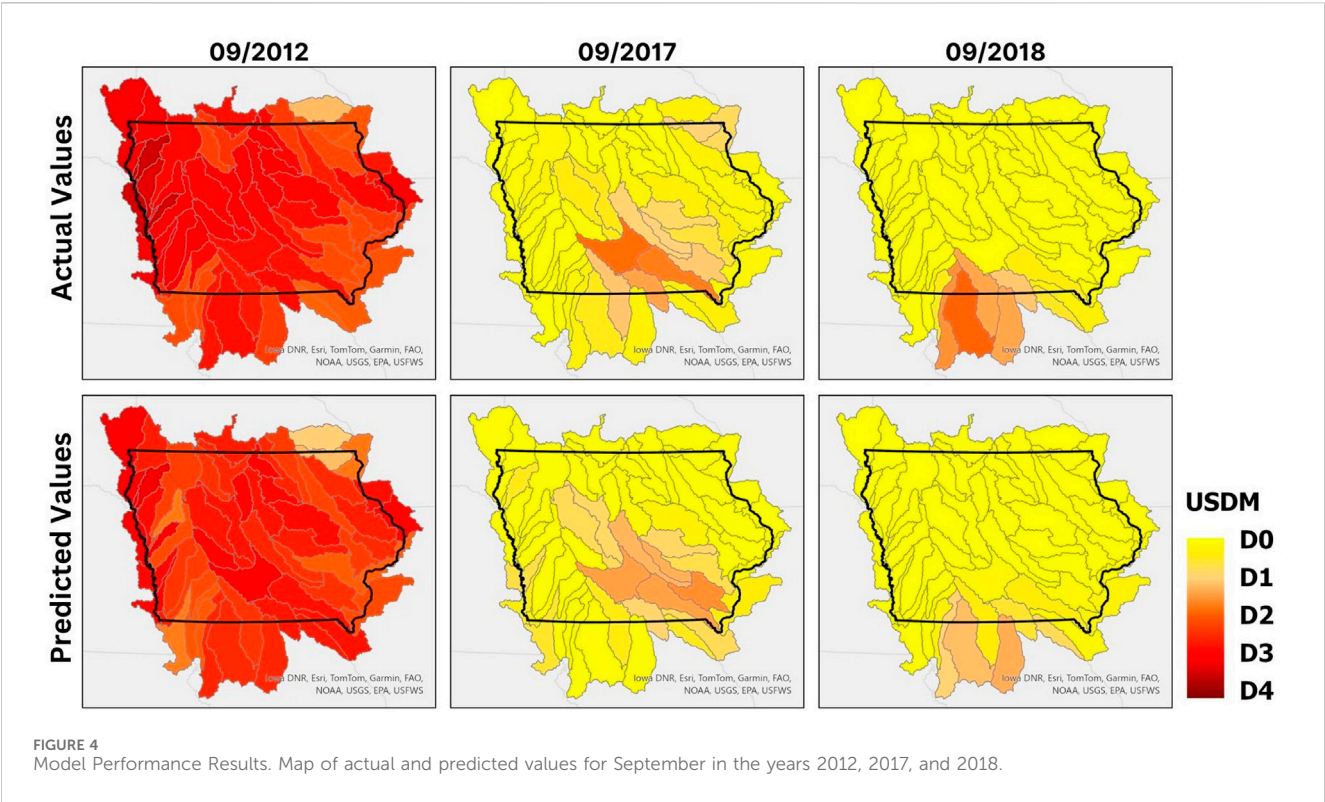 09/2012 09/2017 09/2018
Actual Values
Iowa DNR, Esri, TomTom, Garmin, FAO,
NOAA, USGS, EPA, USFWS
Iowa DNR, Esri, TomTom, Garmin, FAO,
NOAA, USGS, EPA, USFWS
Iowa DNR, Esri, TomTom, Garmin, FAO,
NOAA, USGS, EPA, USFWS
Predicted Values
Iowa DNR, Esri, TomTom, Garmin, FAO,
NOAA, USGS, EPA, USFWS
Iowa DNR, Esri, TomTom, Garmin, FAO,
NOAA, USGS, EPA, USFWS
Iowa DNR, Esri, TomTom, Garmin, FAO,
NOAA, USGS, EPA, USFWS
USDM
D0
D1
D2
D3
D4
FIGURE 4
Model Performance Results. Map of actual and predicted values for September in the years 2012, 2017, and 2018.